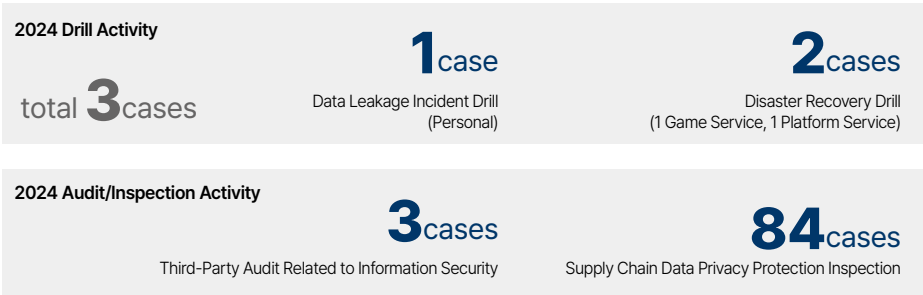 2024 Drill Activity
total 3cases
1case
Data Leakage Incident Drill
(Personal)
2cases
Disaster Recovery Drill
(1 Game Service, 1 Platform Service)
2024 Audit/Inspection Activity
3cases
Third-Party Audit Related to Information Security
84cases
Supply Chain Data Privacy Protection Inspection